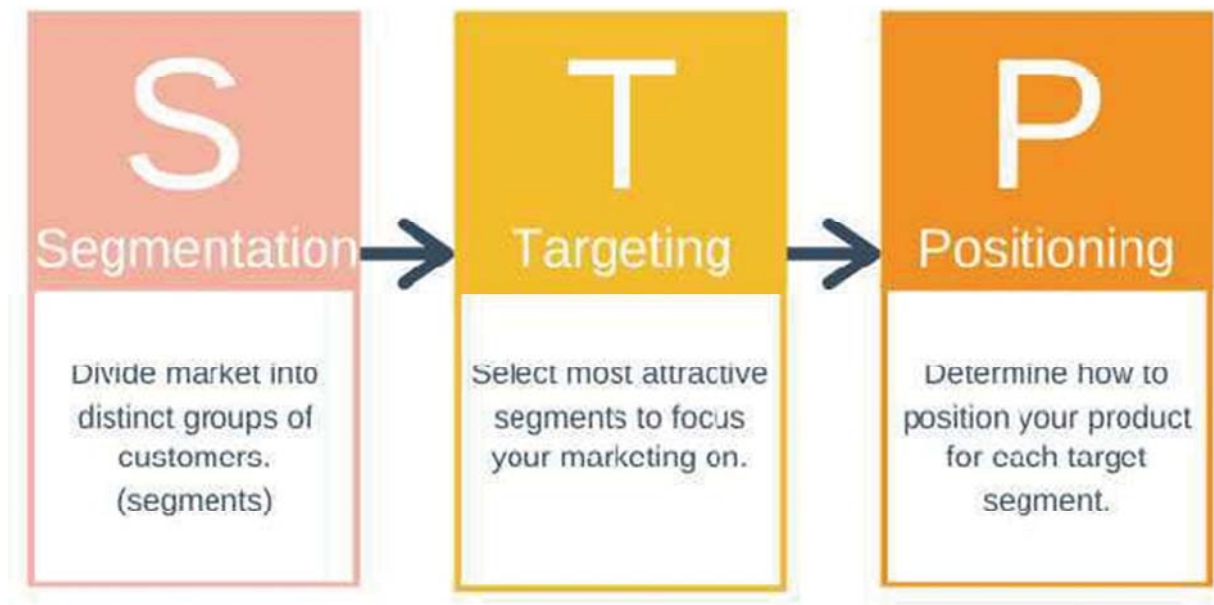 S
Segmentation
Divide market into
distinct groups of
customers.
(segments)
T
Targeting
Select most attractive
segments to focus
your marketing on.
P
Positioning
Determine how to
position your product
for each target
segment.